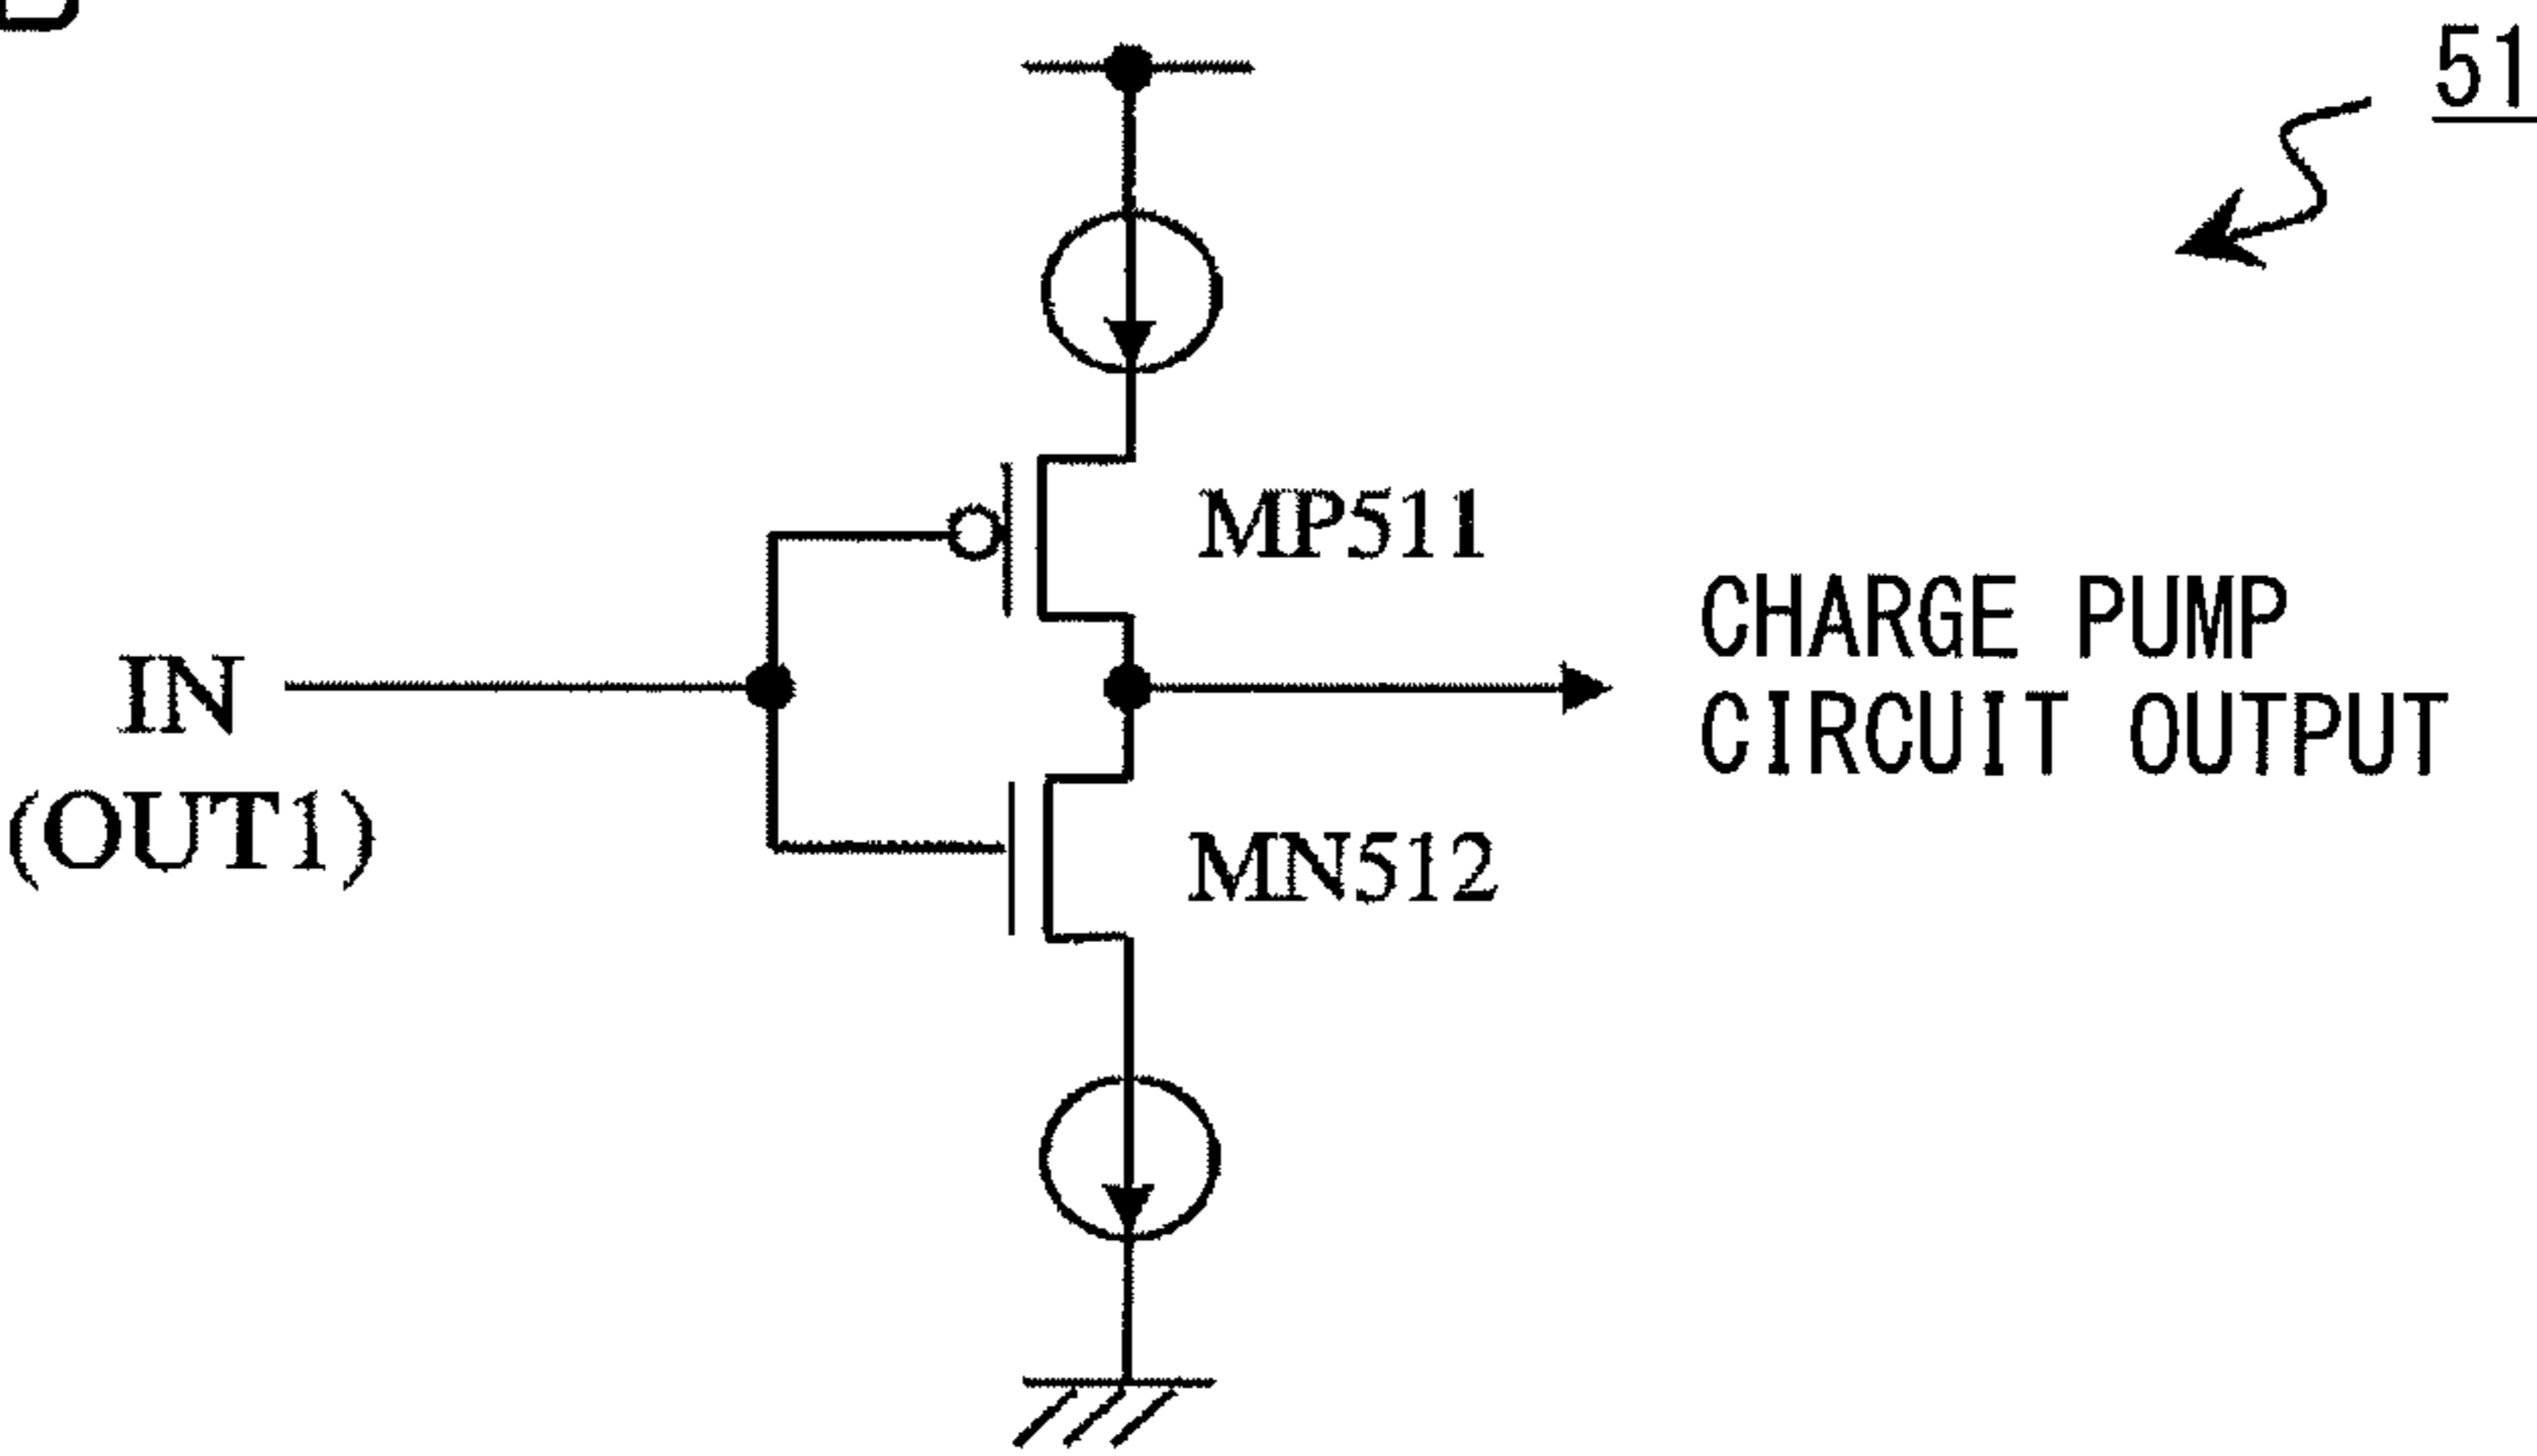 51
MP511
CHARGE PUMP
CIRCUIT OUTPUT
IN
(OUT1)
MN512